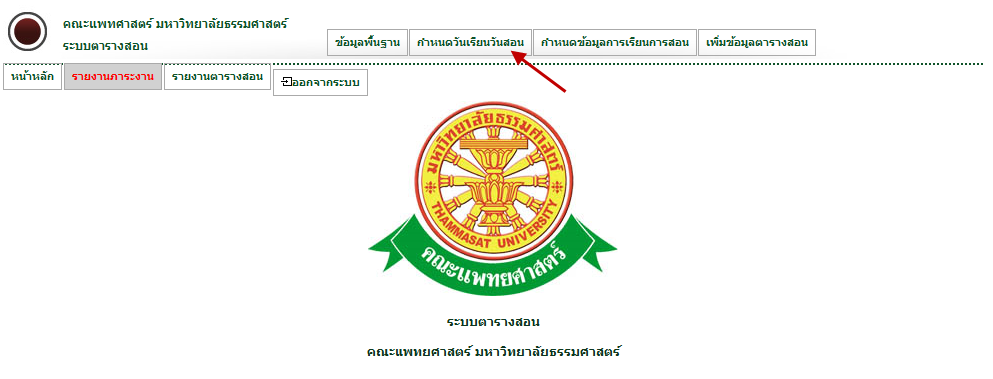 คณะแพทศาสตร์ มหาวิทยาลัยธรรมศาสตร์
ระบบตารางสอน
ข้อมูลพื้นฐาน กำหนดวันเรียนวันสอน กำหนดข้อมูลการเรียนการสอน เพิ่มข้อมูลตารางสอน
หน้าหลัก รายงานภาระงาน รายงานตารางสอน ออกจากระบบ
มหาวิทยาลัยธรรมศาสตร์
THAMMASAT UNIVERSITY
คณะแพทยศาสตร์
ระบบตารางสอน
คณะแพทยศาสตร์ มหาวิทยาลัยธรรมศาสตร์